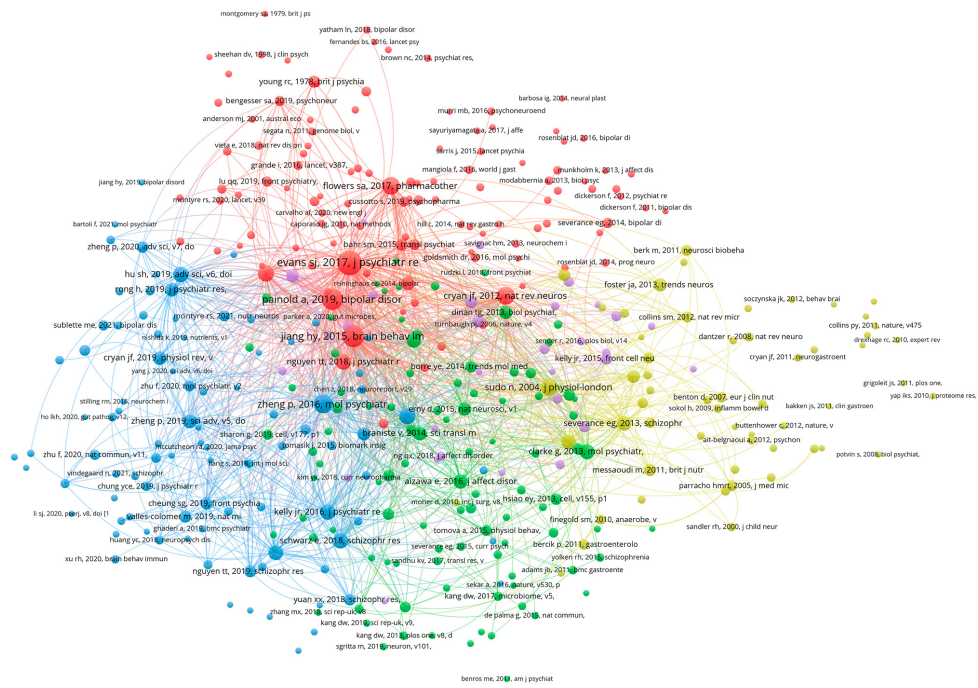 montgomery sa, 1979, brit j ps
yatham ln, 2018, bipolar disor
fernandes bs, 2016, lancet psy
sheehan dv, 1998, j clin psych
brown nc, 2014, psychiat res,
young rc, 1978, brit j psychia
bengesser sa, 2019, psychoneur
barbosa ig, 2014, neural plast
murri mb, 2016, psychoneuroend
anderson mj, 2001, austral eco
sayuriyamagata a, 2017, j affe
segata n, 2011, genome biol, v
rosenblat jd, 2016, bipolar di
vieta e, 2018, nat rev dis pri
sarris j, 2015, lancet psychia
grande i, 2016, lancet, v387,
mangiola f, 2016, world j gast
munkholm k, 2013, j affect dis
jiang hy, 2019, bipolar disord
lu qq, 2019, front psychiatry,
flowers sa, 2017, pharmacother
modabbernia a, 2013, biol psyc
dickerson f, 2012, psychiat re
mcintyre rs, 2020, lancet, v39
cussotto s, 2019, psychopharma
dickerson f, 2011, bipolar dis
carvalho af, 2020, new engl j
severance eg, 2014, bipolar di
bartoli f, 2021, mol psychiatr
caporaso jg, 2010, nat methods
hill c, 2014, nat rev gastro n
zheng p, 2020, adv sci, v7, do
bahr sm, 2015, transl psychiat
savignac hm, 2013, neurochem i
goldsmith dr, 2016, mol psychi
berk m, 2011, neurosci biobeha
evans sj, 2017, j psychiatr re
rosenblat jd, 2014, prog neuro
hu sh, 2019, adv sci, v6, doi
rudzki l, 2018, front psychiat
reininghaus ez, 2014, bipolar
foster ja, 2013, trends neuros
rong h, 2019, j psychiatr res,
painold a, 2019, bipolar disor
cryan jf, 2012, nat rev neuros
soczynska jk, 2012, behav brai
dinan tg, 2013, biol psychiat,
mcintyre rs, 2021, nutr neuros
parker a, 2020, gut microbes,
collins sm, 2012, nat rev micr
collins py, 2011, nature, v475
sublette me, 2021, bipolar dis
turnbaugh pj, 2006, nature, v4
nishida k, 2019, nutrients, v1
jiang hy, 2015, brain behav im
sender r, 2016, plos biol, v14
dantzer r, 2008, nat rev neuro
drexhage rc, 2010, expert rev
cryan jf, 2019, physiol rev, v
nguyen tt, 2018, j psychiatr r
borre ye, 2014, trends mol med
kelly jr, 2015, front cell neu
cryan jf, 2011, neurogastroent
yang j, 2020, sci adv, v6, doi
zhu f, 2020, mol psychiatr, v2
chen z, 2018, neuroreport, v29
sudo n, 2004, j physiol-london
benton d, 2007, eur j clin nut
grigoleit js, 2011, plos one,
stilling rm, 2016, neurochem i
bakken js, 2011, clin gastroen
yap iks, 2010, j proteome res,
zheng p, 2016, mol psychiatr,
erny d, 2015, nat neurosci, v1
sokol h, 2009, inflamm bowel d
ho lkh, 2020, gut pathog, v12,
zheng p, 2019, sci adv, v5, do
braniste v, 2014, sci transl m
severance eg, 2013, schizophr
huttenhower c, 2012, nature, v
sharon g, 2019, cell, v177, p1
ait-belgnaoui a, 2012, psychon
mccutcheon ra, 2020, jama psyc
tomasik j, 2015, biomark insig
clarke g, 2013, mol psychiatr,
zhu f, 2020, nat commun, v11,
ng qx, 2018, j affect disorder
potvin s, 2008, biol psychiat,
yang s, 2018, int j mol sci,
vindegaard n, 2021, schizophr
kim yk, 2018, curr neuropharma
messaoudi m, 2011, brit j nutr
chung yce, 2019, j psychiatr r
aizawa e, 2016, j affect disor
hsiao ey, 2013, cell, v155, p1
parracho hmrt, 2005, j med mic
cheung sg, 2019, front psychia
moher d, 2010, int j surg, v8,
li sj, 2020, peerj, v8, doi [1
valles-colomer m, 2019, nat mi
kelly jr, 2016, j psychiatr re
finegold sm, 2010, anaerobe, v
sandler rh, 2000, j child neur
ghaderi a, 2019, bmc psychiatr
tomova a, 2015, physiol behav,
huang yc, 2018, neuropsych dis
schwarz e, 2018, schizophr res
severance eg, 2015, curr psych
bercik p, 2011, gastroenterolo
xu rh, 2020, brain behav immun
sandhu kv, 2017, transl res, v
yolken rh, 2015, schizophrenia
nguyen tt, 2019, schizophr res
adams jb, 2011, bmc gastroente
sekar a, 2016, nature, v530, p
yuan xx, 2018, schizophr res,
kang dw, 2017, microbiome, v5,
zhang mx, 2018, sci rep-uk, v8
kang dw, 2019, sci rep-uk, v9,
de palma g, 2015, nat commun,
kang dw, 2013, plos one, v8, d
sgritta m, 2019, neuron, v101,
benros me, 2011, am j psychiat